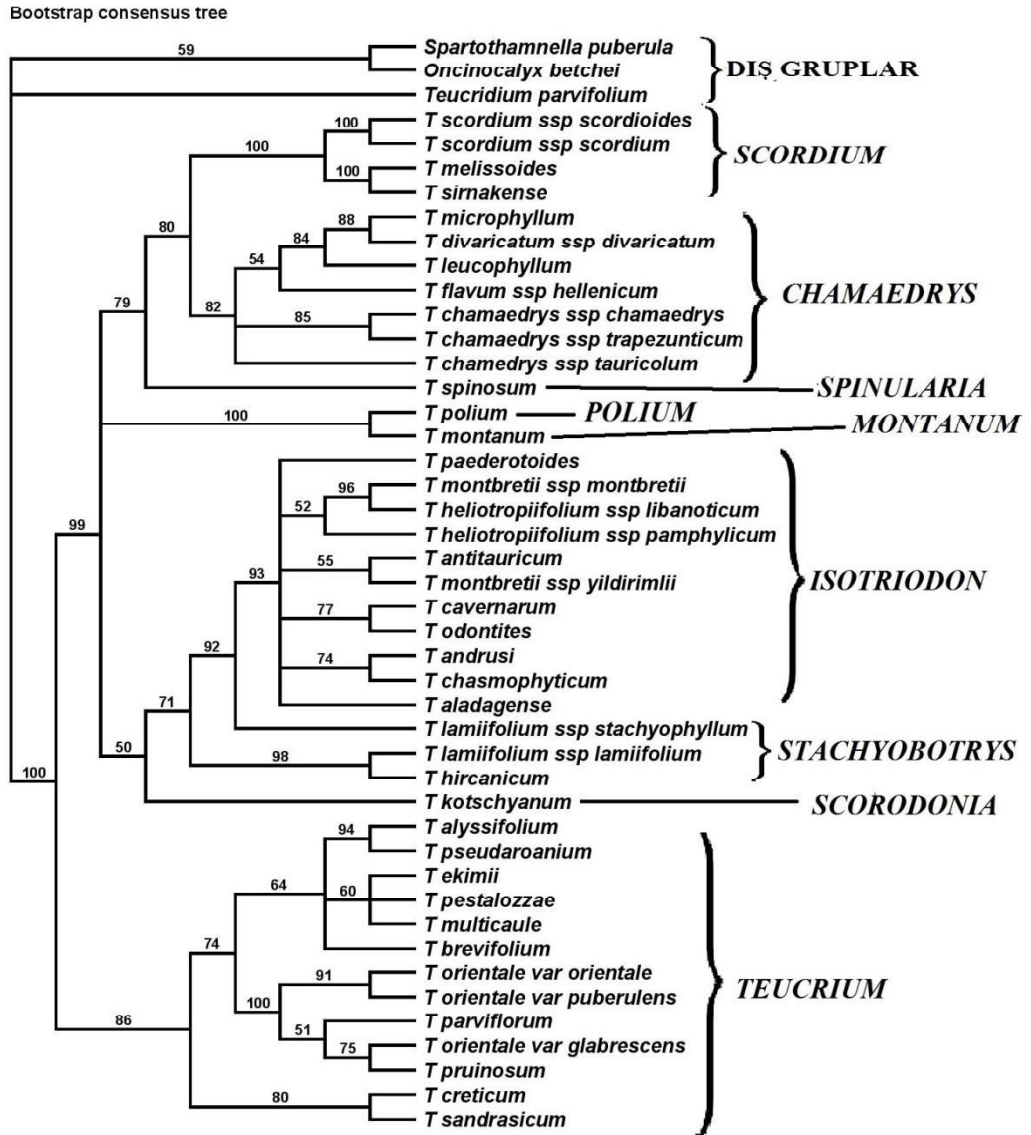 Bootstrap consensus tree
59
Spartothamnella puberula
Oncinocalyx betchei
DIŞ GRUPLAR
Teucridium parvifolium
100
T scordium ssp scordioides
100
T scordium ssp scordium
SCORDIUM
100
T melissoides
T sirnakense
80
88
T microphyllum
84
T divaricatum ssp divaricatum
54
T leucophyllum
T flavum ssp hellenicum
CHAMAEDRYS
79
82
85
T chamaedrys ssp chamaedrys
T chamaedrys ssp trapezunticum
T chamedrys ssp tauricolum
T spinosum
SPINULARIA
100
T polium
POLIUM
T montanum
MONTANUM
T paederotoides
96
T montbretii ssp montbretii
52
T heliotropiifolium ssp libanoticum
T heliotropiifolium ssp pamphylicum
99
55
T antitauricum
93
T montbretii ssp yildirimlii
ISOTRIODON
77
T cavernarum
T odontites
92
74
T andrusi
T chasmophyticum
T aladagense
71
T lamiifolium ssp stachyophyllum
98
T lamiifolium ssp lamiifolium
STACHYOBOTRYS
50
T hircanicum
100
T kotschyanum
SCORODONIA
94
T alyssifolium
T pseudaroanium
64
T ekimii
60
T pestalozzae
T multicaule
74
T brevifolium
91
T orientale var orientale
TEUCRIUM
100
T orientale var puberulens
86
51
T parviflorum
75
T orientale var glabrescens
T pruinosum
80
T creticum
T sandrasicum